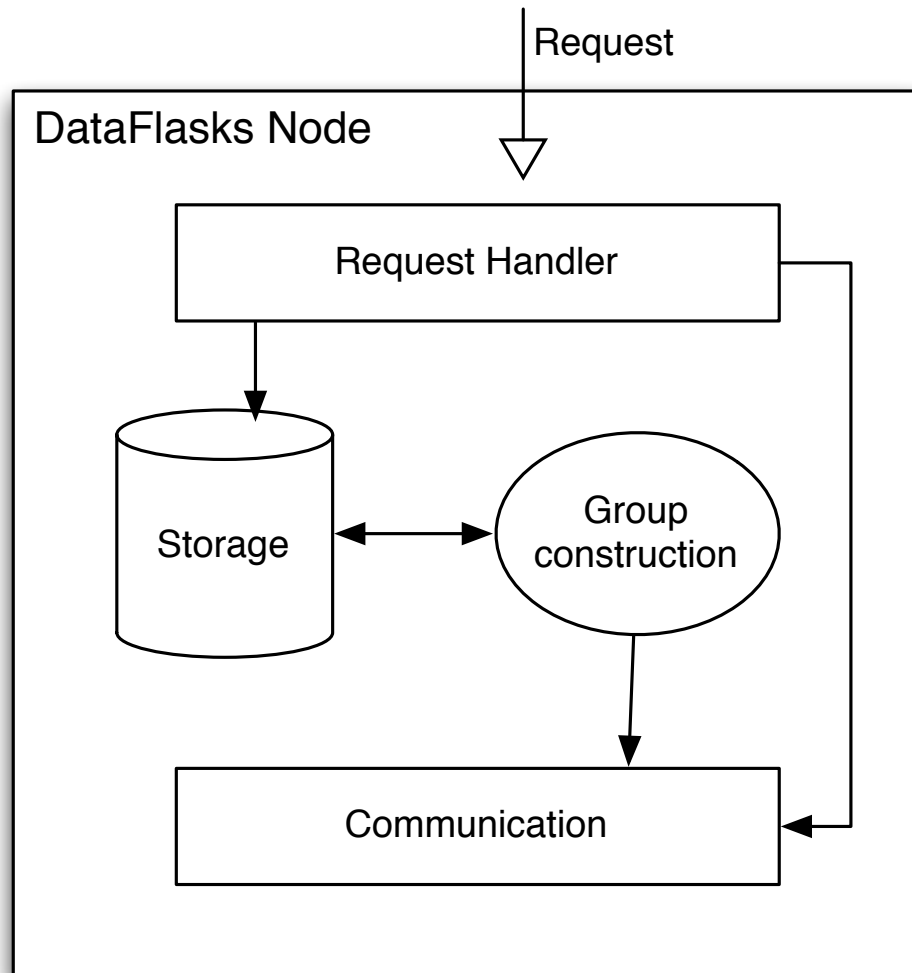 Request
DataFlasks Node
Request Handler
Storage
Group
construction
Communication